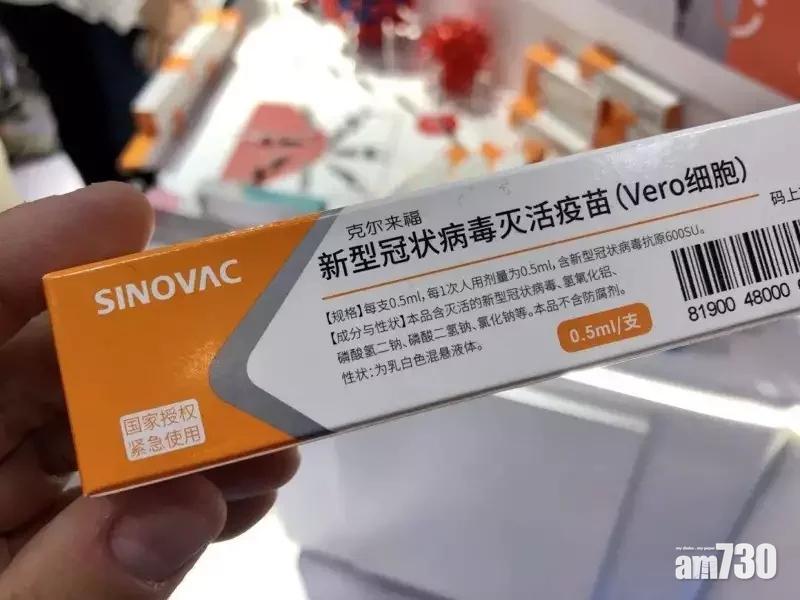 SINOVAC
国家授权
紧急使用
克尔来福
新型冠状病毒灭活疫苗(Vero细胞)
【规格】每支0.5ml,每1次人用剂量为0.5ml,含新型冠状病毒抗原600SU。
【成分与性状】本品含灭活的新型冠状病毒、氢氧化铝、
磷酸氢二钠、磷酸二氢钠、氯化钠等。本品不含防腐剂。
性状:为乳白色混悬液体。
0.5ml/支
码上
81900 48000
am730